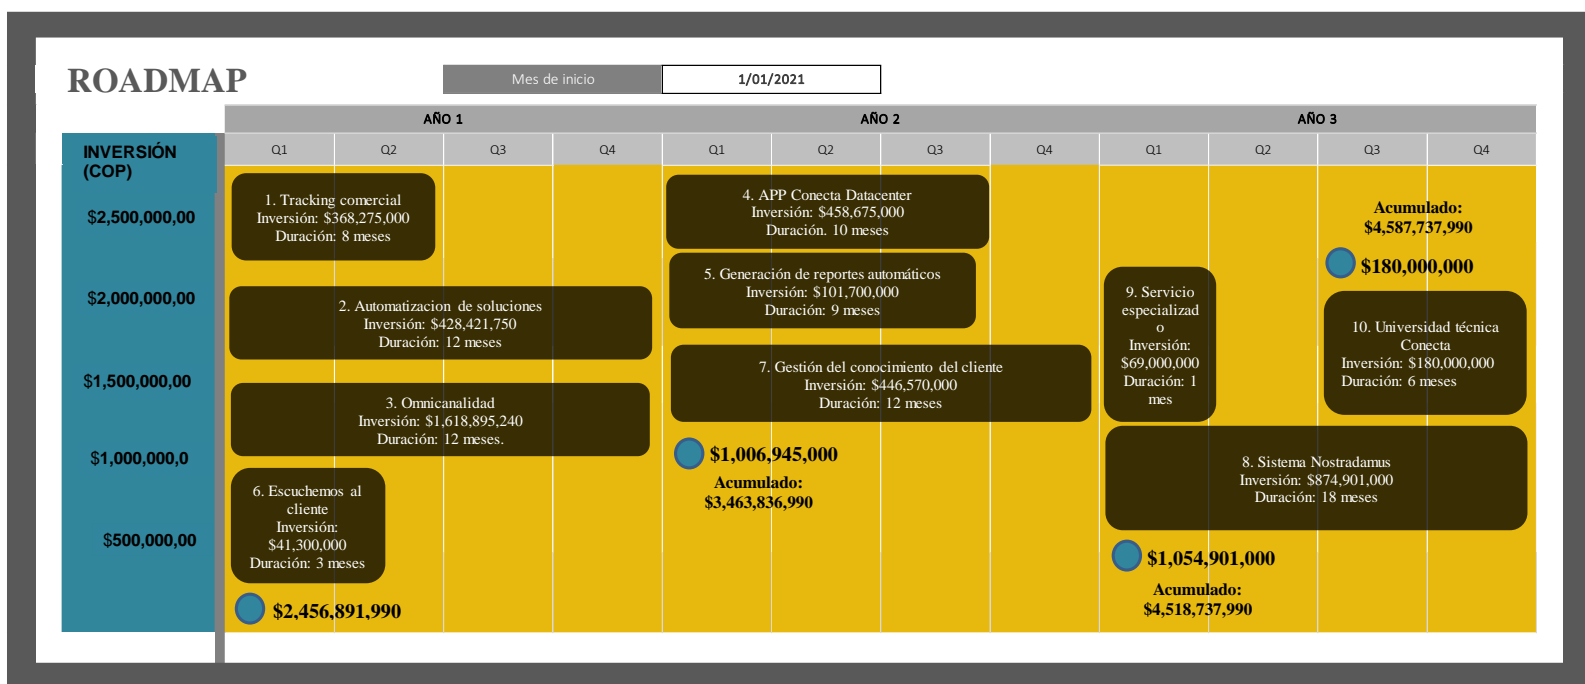 ROADMAP
Mes de inicio
1/01/2021
AÑO 1
AÑO 2
AÑO 3
INVERSIÓN
(COP)
Q1
Q2
Q3
Q4
Q1
Q2
Q3
Q4
Q1
Q2
Q3
Q4
$2,500,000,00
$2,000,000,00
$1,500,000,00
$1,000,000,0
$500,000,00
1. Tracking comercial
Inversión: $368,275,000
Duración: 8 meses
2. Automatizacion de soluciones
Inversión: $428,421,750
Duración: 12 meses
3. Omnicanalidad
Inversión: $1,618,895,240
Duración: 12 meses.
6. Escuchemos al
cliente
Inversión:
$41,300,000
Duración: 3 meses
$2,456,891,990
4. APP Conecta Datacenter
Inversión: $458,675,000
Duración. 10 meses
5. Generación de reportes automáticos
Inversión: $101,700,000
Duración: 9 meses
7. Gestión del conocimiento del cliente
Inversión: $446,570,000
Duración: 12 meses
$1,006,945,000
Acumulado:
$3,463,836,990
9. Servicio
especializad
o
Inversión:
$69,000,000
Duración: 1
mes
Acumulado:
$4,587,737,990
$180,000,000
10. Universidad técnica
Conecta
Inversión: $180,000,000
Duración: 6 meses
8. Sistema Nostradamus
Inversión: $874,901,000
Duración: 18 meses
$1,054,901,000
Acumulado:
$4,518,737,990